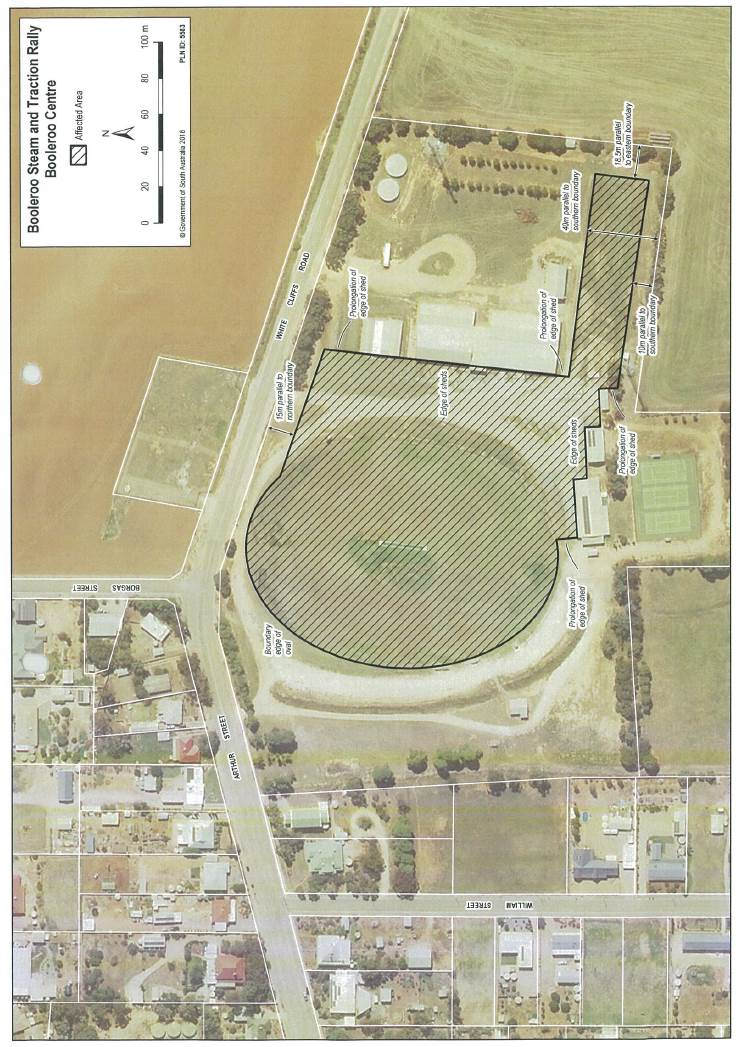 Booleroo Steam and Traction Rally
Booleroo Centre
Affected Area
N
0 20 40 60 80 100 m
© Government of South Australia 2018
PLN ID: 5383
WHITE CLIFFS ROAD
15m parallel to
northern boundary
Prolongation of
edge of shed
Edge of sheds
Prolongation of
edge of shed
40m parallel to
southern boundary
18.5m parallel
to eastern boundary
10m parallel to
southern boundary
Prolongation of
edge of shed
Edge of sheds
Prolongation of
edge of shed
Boundary
edge of
oval
BORGAS STREET
ARTHUR STREET
WILLIAM STREET